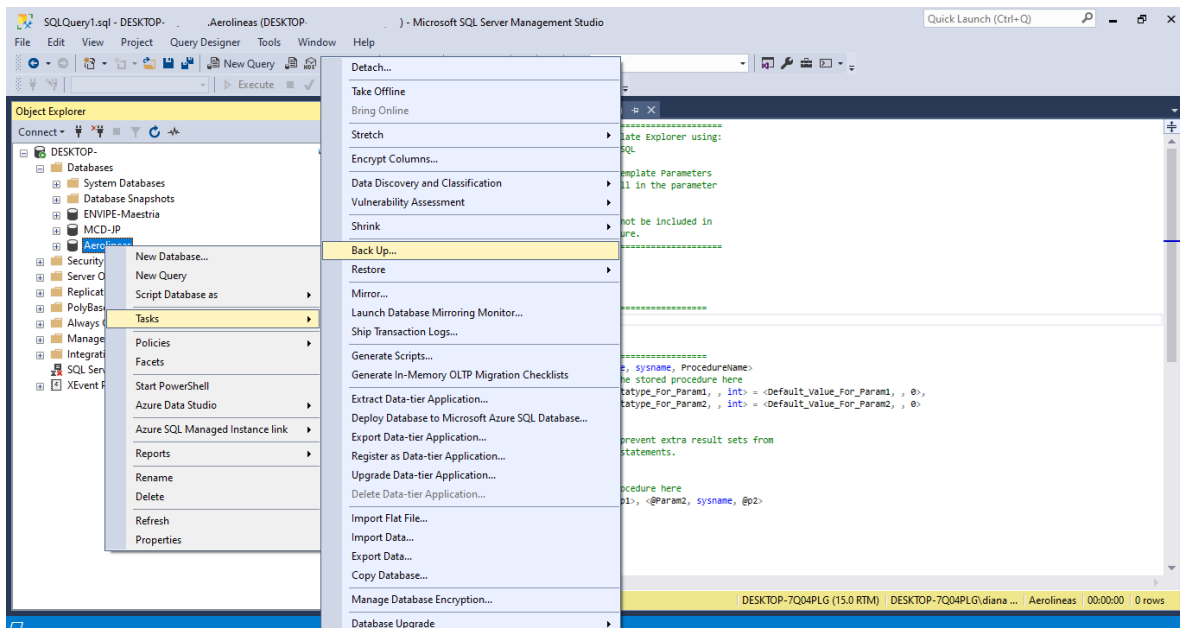 SQLQuery1.sql - DESKTOP- .Aerolineas (DESKTOP- ) - Microsoft SQL Server Management Studio
Quick Launch (Ctrl+Q)
File Edit View Project Query Designer Tools Window Help
New Query
Execute
Object Explorer
Connect
DESKTOP-
Databases
System Databases
Database Snapshots
ENVIPE-Maestria
MCD-JP
Aerolineas
Security
Server O
Replicat
PolyBas
Always
Manage
Integrati
SQL Serv
XEvent P
New Database...
New Query
Script Database as
Tasks
Policies
Facets
Start PowerShell
Azure Data Studio
Azure SQL Managed Instance link
Reports
Rename
Delete
Refresh
Properties
Detach...
Take Offline
Bring Online
Stretch
Encrypt Columns...
Data Discovery and Classification
Vulnerability Assessment
Shrink
Back Up...
Restore
Mirror...
Launch Database Mirroring Monitor...
Ship Transaction Logs...
Generate Scripts...
Generate In-Memory OLTP Migration Checklists
Extract Data-tier Application...
Deploy Database to Microsoft Azure SQL Database...
Export Data-tier Application...
Register as Data-tier Application...
Upgrade Data-tier Application...
Delete Data-tier Application...
Import Flat File...
Import Data...
Export Data...
Copy Database...
Manage Database Encryption...
Database Upgrade
=====================
late Explorer using:
SQL
emplate Parameters
ll in the parameter
not be included in
ure.
=====================
==================
==================
e, sysname, ProcedureName>
he stored procedure here
tatype_For_Param1, , int> = <Default_Value_For_Param1, , 0>,
tatype_For_Param2, , int> = <Default_Value_For_Param2, , 0>
prevent extra result sets from
statements.
ocedure here
p1>, <@Param2, sysname, @p2>
DESKTOP-7Q04PLG (15.0 RTM) DESKTOP-7Q04PLG\diana ... Aerolineas 00:00:00 0 rows